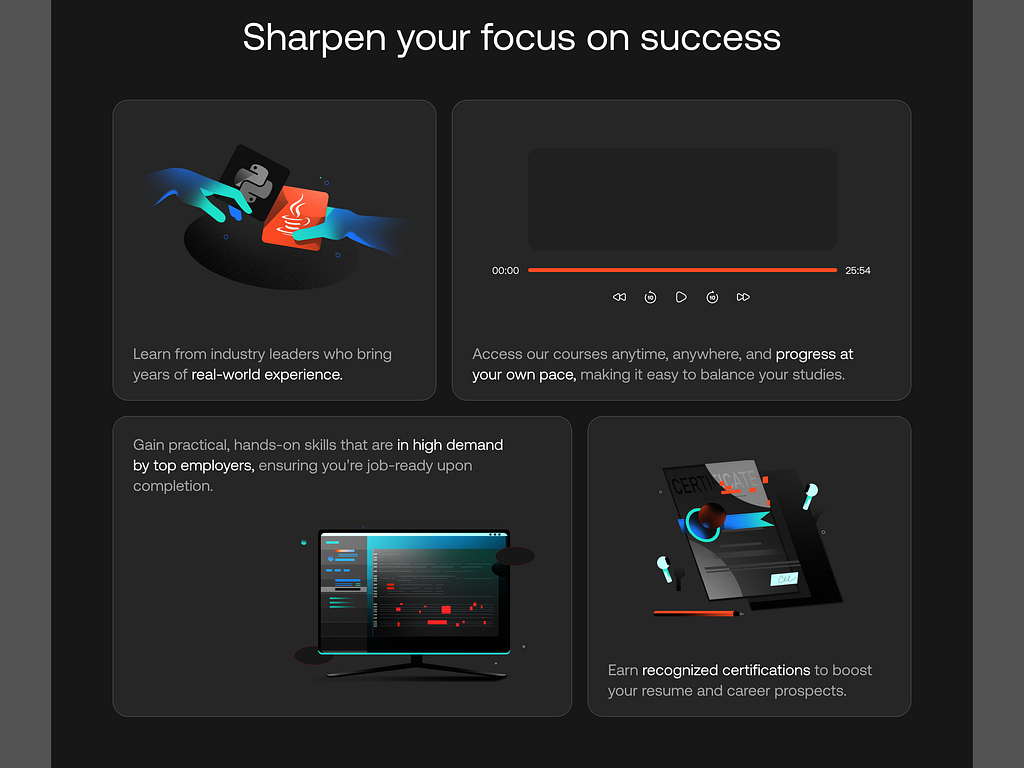 Sharpen your focus on success
Learn from industry leaders who bring
years of real-world experience.
00:00
25:54
10
10
Access our courses anytime, anywhere, and progress at
your own pace, making it easy to balance your studies.
Gain practical, hands-on skills that are in high demand
by top employers, ensuring you're job-ready upon
completion.
CERTIFICATE
Earn recognized certifications to boost
your resume and career prospects.